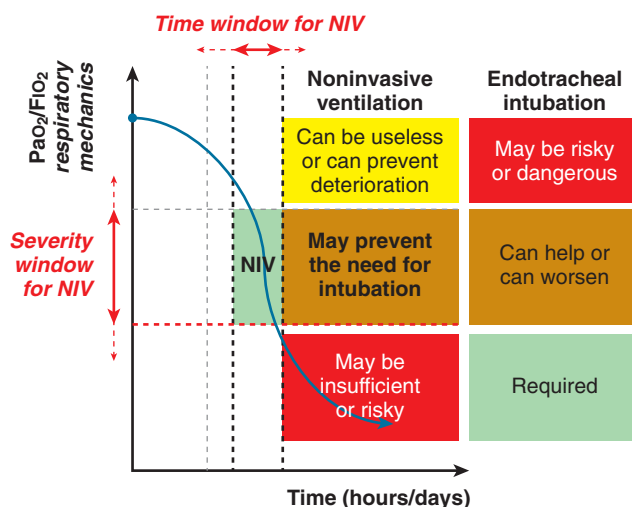 Time window for NIV
PaO2/FIO2
respiratory
mechanics
Noninvasive
ventilation
Endotracheal
intubation
Can be useless
or can prevent
deterioration
May be risky
or dangerous
Severity
window
for NIV
NIV
May prevent
the need for
intubation
Can help or
can worsen
May be
insufficient
or risky
Required
Time (hours/days)